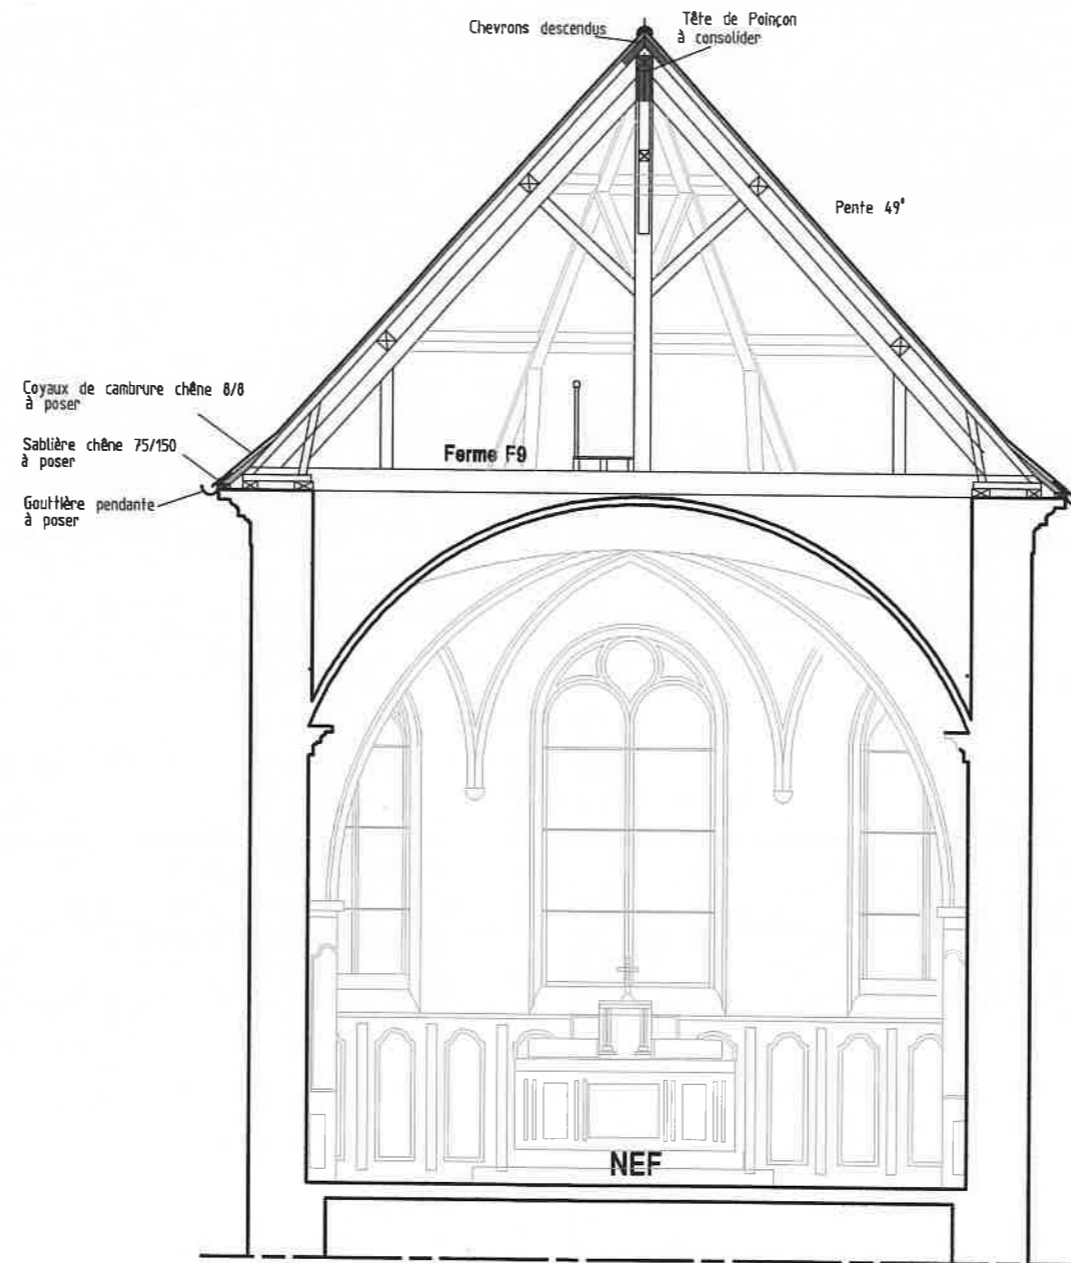 Chevrons descendus
Tête de Poinçon
à consolider
Pente 49°
Coyaux de cambrure chêne 8/8
à poser
Sablière chêne 75/150
à poser
Gouttière pendante
à poser
Ferme F9
NEF